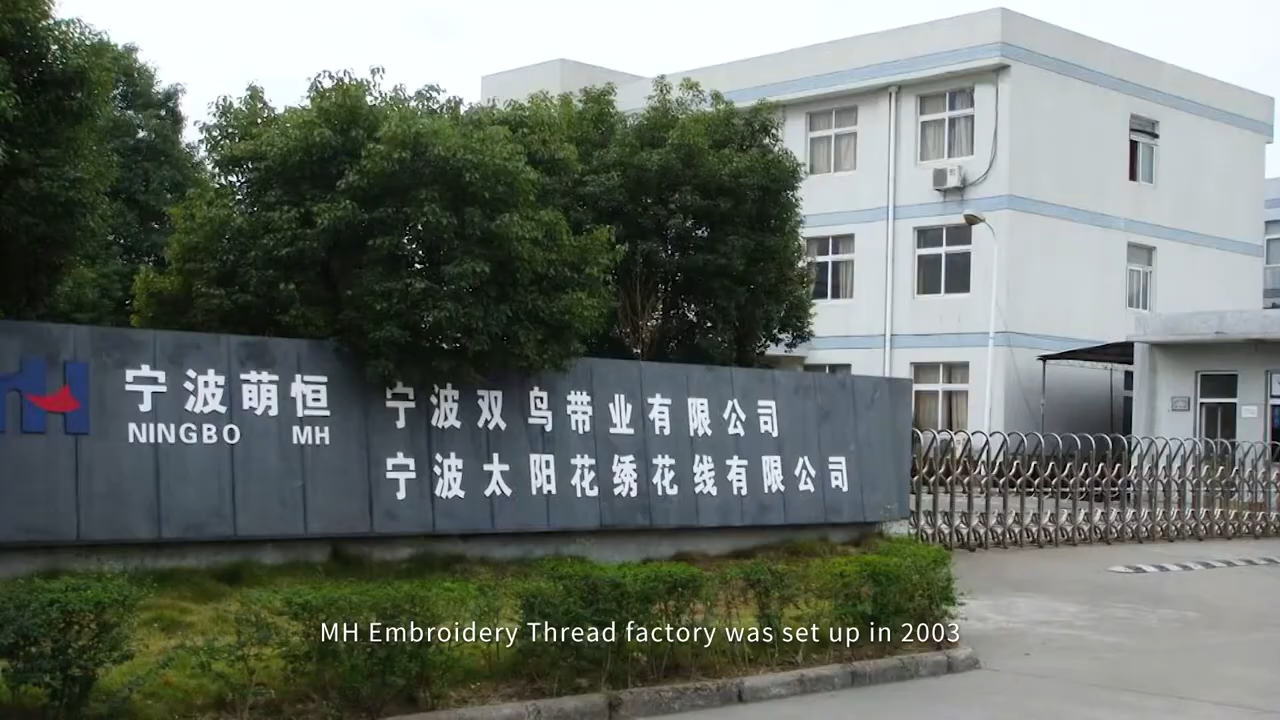 宁波萌恒
NINGBO MH
宁波双鸟带业有限公司
宁波太阳花绣花线有限公司
MH Embroidery Thread factory was set up in 2003